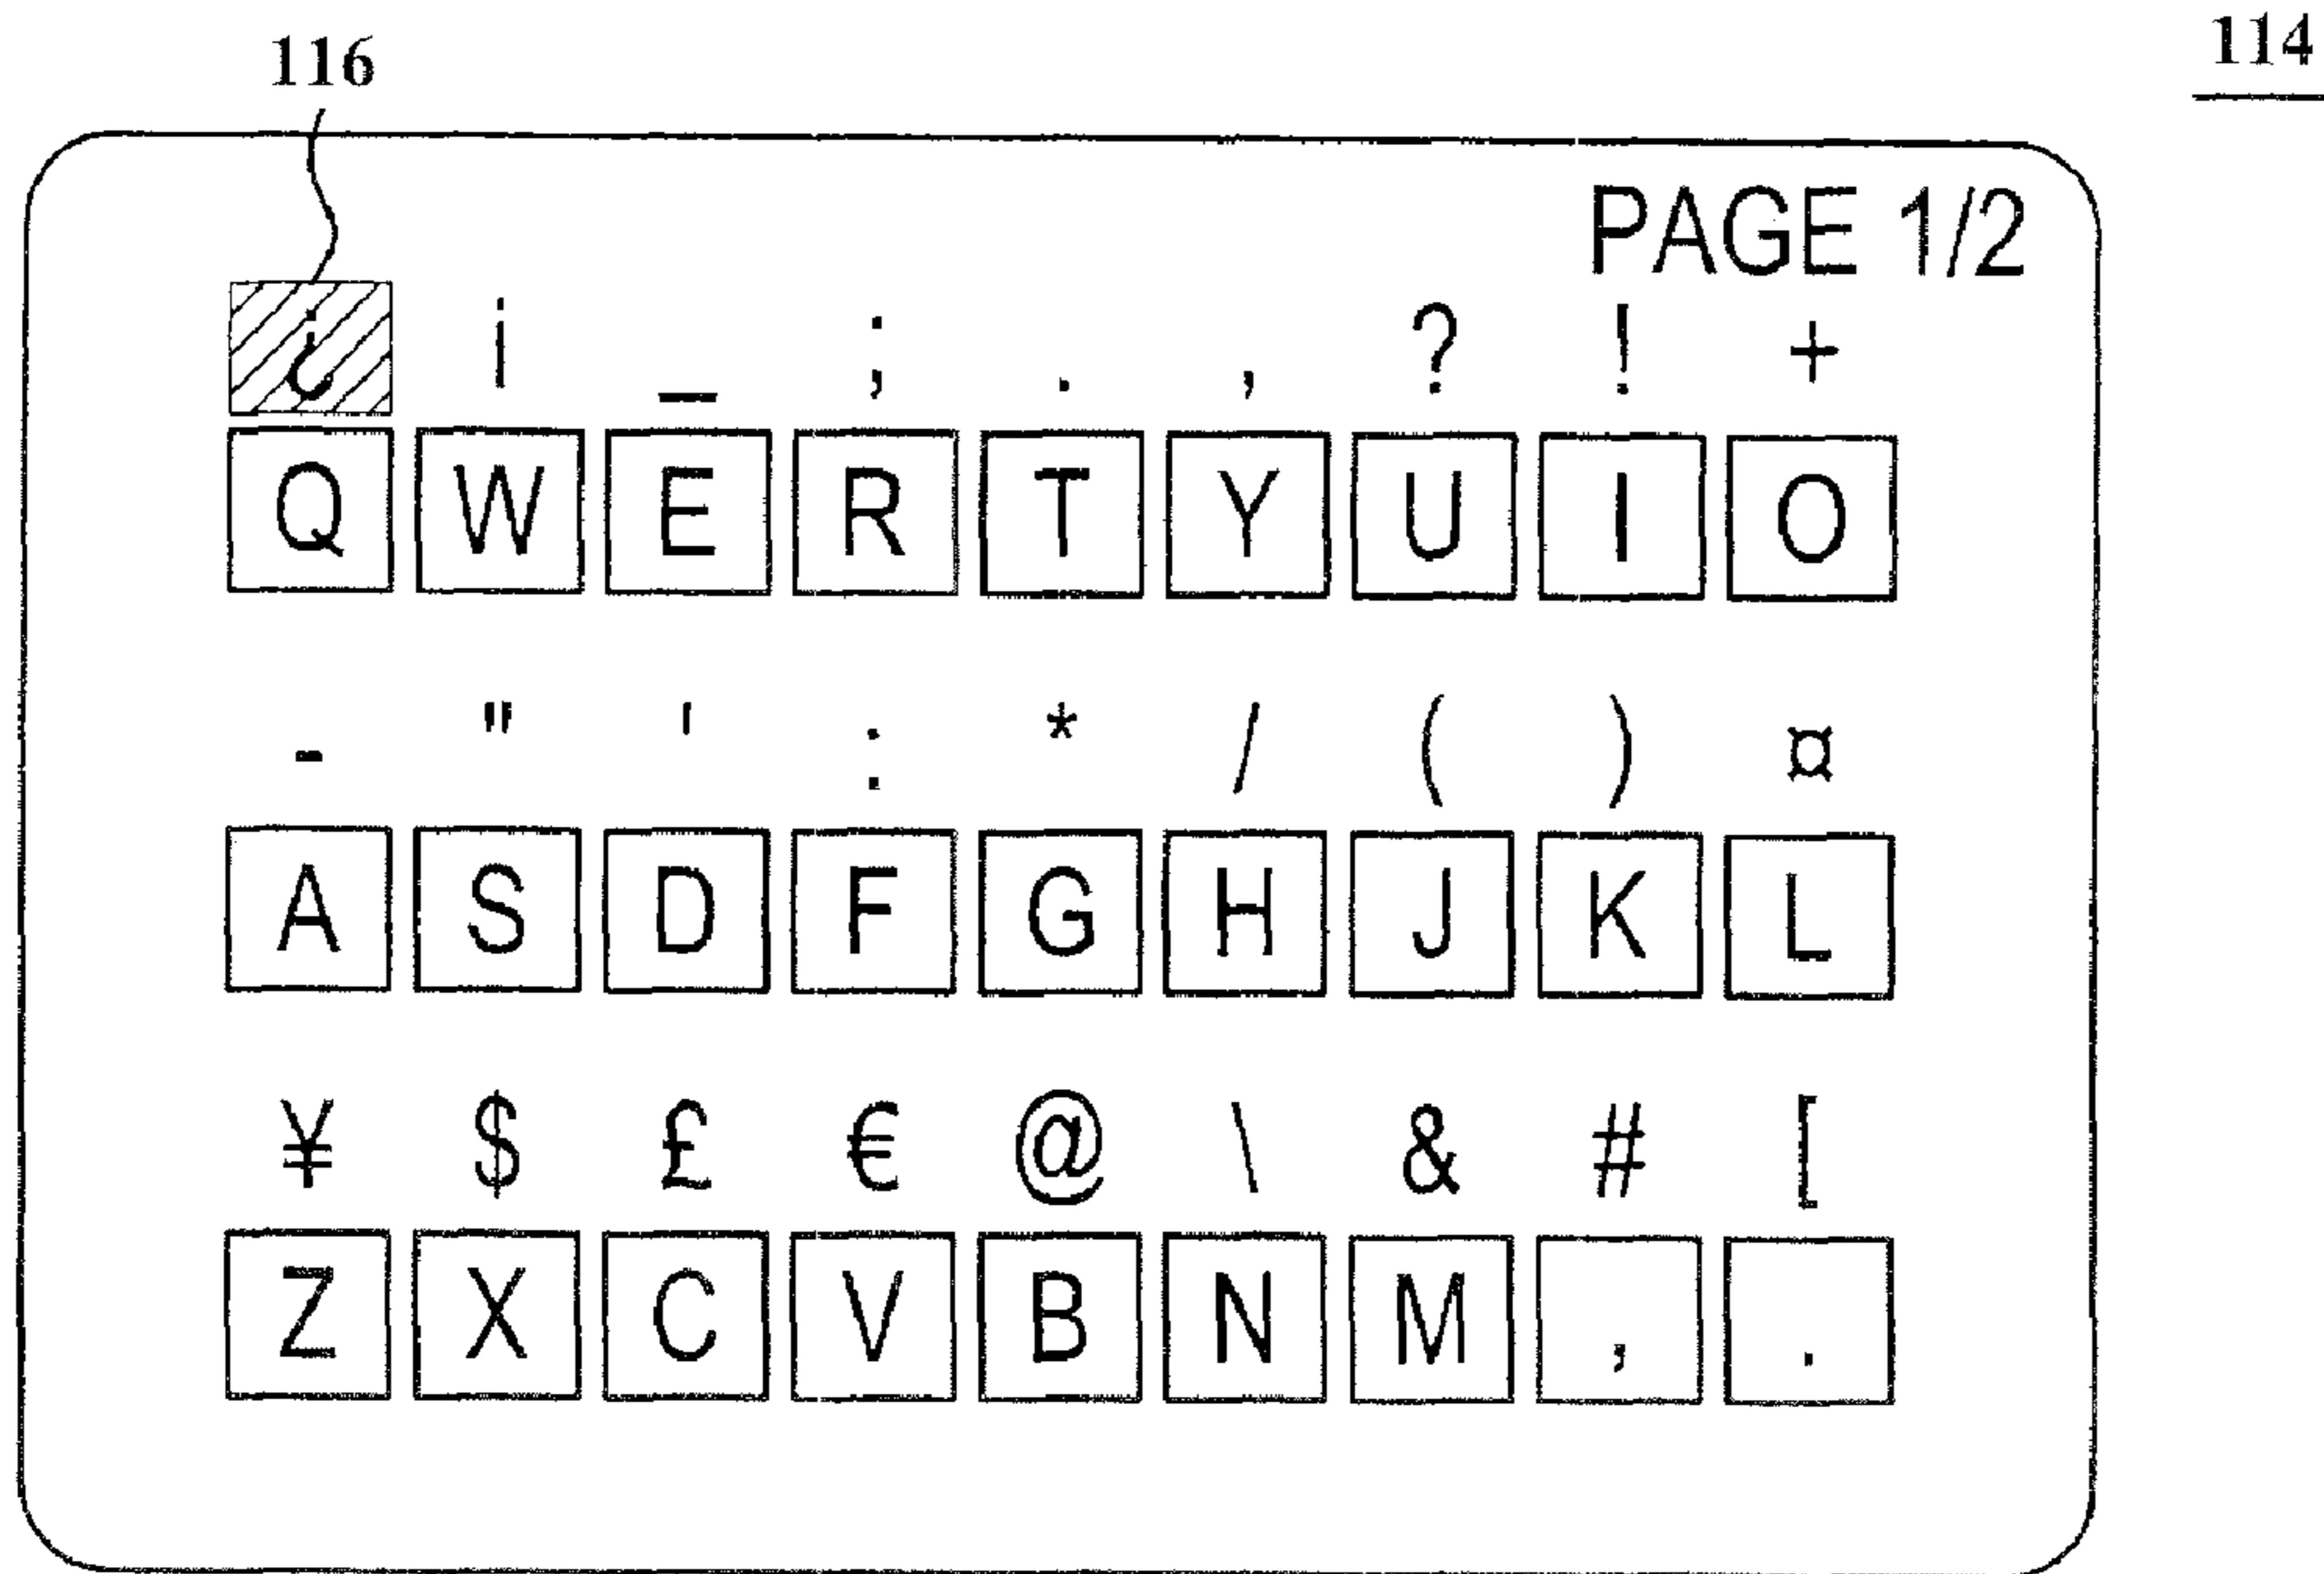 116
114
PAGE 1/2
¿ ¡ _ ; . , ? ! +
Q W E R T Y U I O
- " ' : * / ( ) ¤
A S D F G H J K L
¥ $ £ € @ \ & # [
Z X C V B N M , .